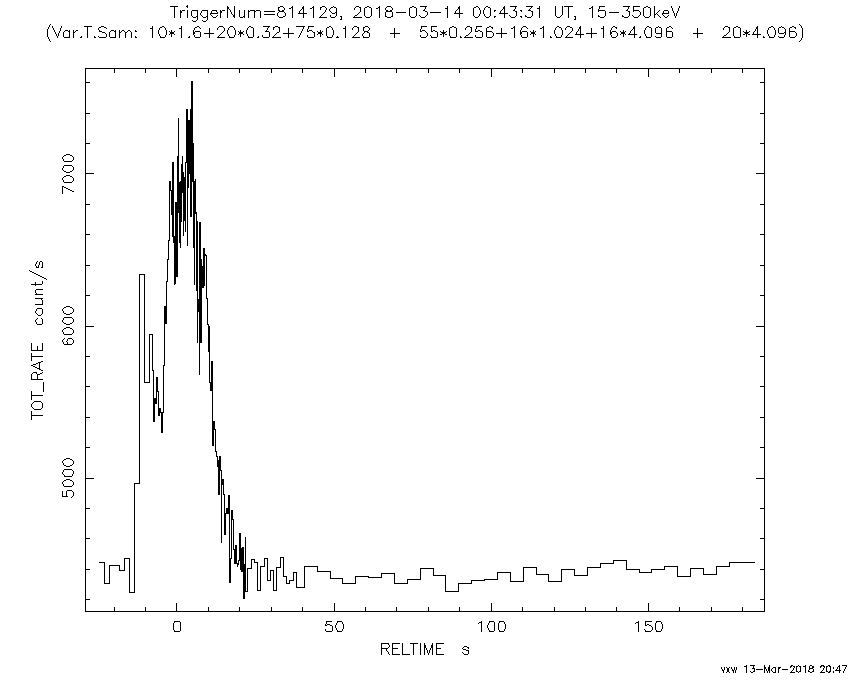 TriggerNum=814129, 2018-03-14 00:43:31 UT, 15-350keV
(Var.T.Sam: 10*1.6+20*0.32+75*0.128 + 55*0.256+16*1.024+16*4.096 + 20*4.096)
7000
6000
5000
TOT_RATE count/s
0 50 100 150
RELTIME s
vxw 13-Mar-2018 20:47